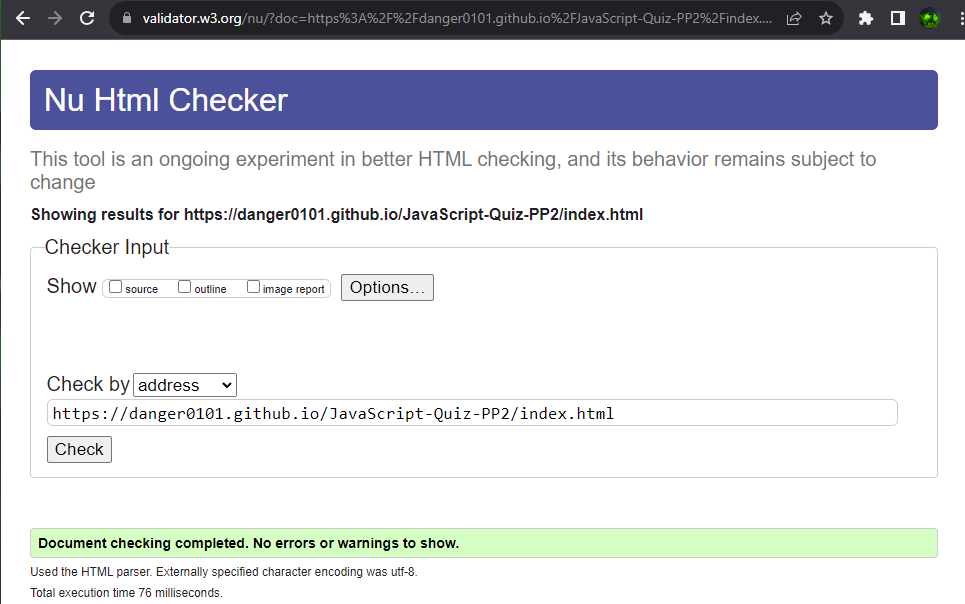 validator.w3.org/nu/?doc=https%3A%2F%2Fdanger0101.github.io%2FJavaScript-Quiz-PP2%2Findex....
Nu Html Checker
This tool is an ongoing experiment in better HTML checking, and its behavior remains subject to
change
Showing results for https://danger0101.github.io/JavaScript-Quiz-PP2/index.html
Checker Input
Show source outline image report Options...
Check by address
https://danger0101.github.io/JavaScript-Quiz-PP2/index.html
Check
Document checking completed. No errors or warnings to show.
Used the HTML parser. Externally specified character encoding was utf-8.
Total execution time 76 milliseconds.